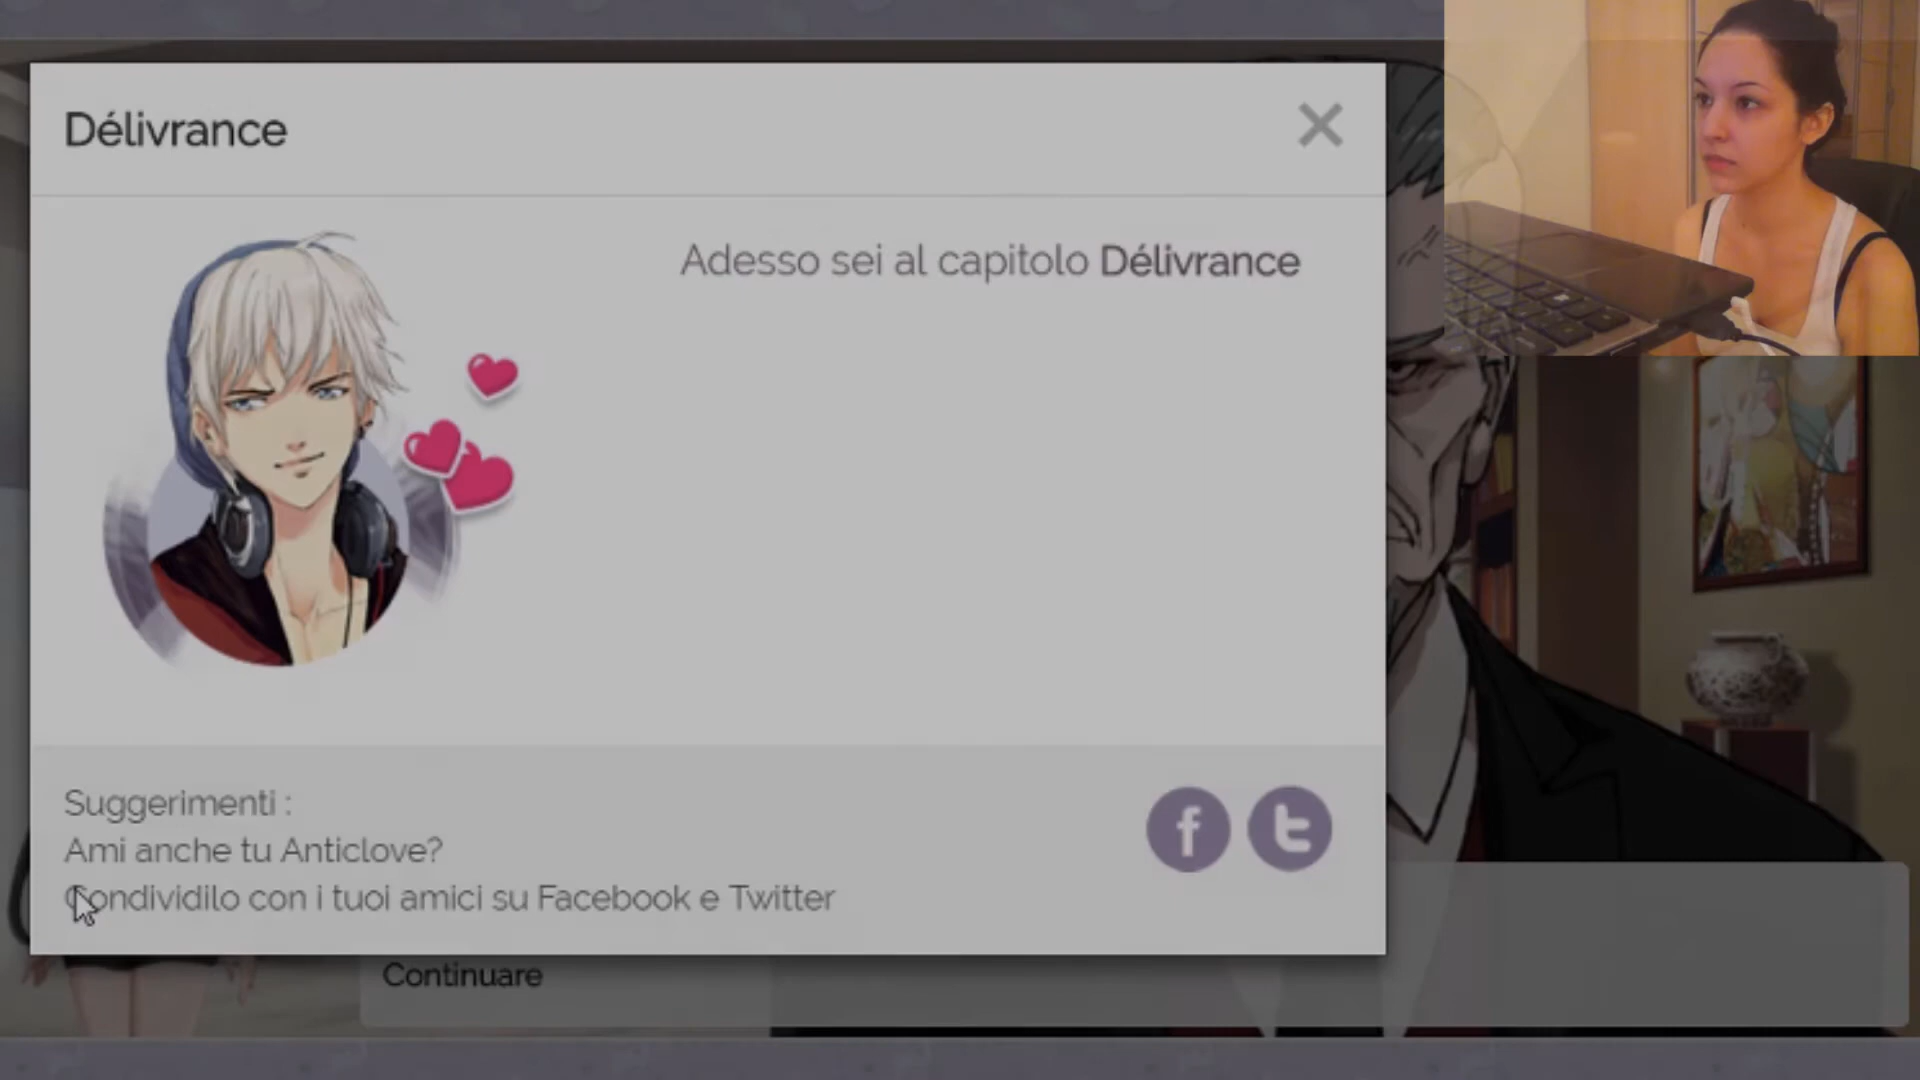 Délivrance
Adesso sei al capitolo Délivrance
Suggerimenti :
Ami anche tu Anticlove?
Condividilo con i tuoi amici su Facebook e Twitter
Continuare